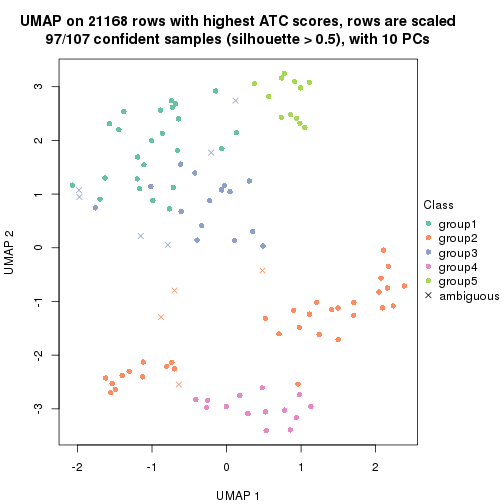 UMAP on 21168 rows with highest ATC scores, rows are scaled
97/107 confident samples (silhouette > 0.5), with 10 PCs
3
2
1
0
-1
-2
-3
UMAP 2
-2
-1
0
1
2
UMAP 1
Class
group1
group2
group3
group4
group5
ambiguous